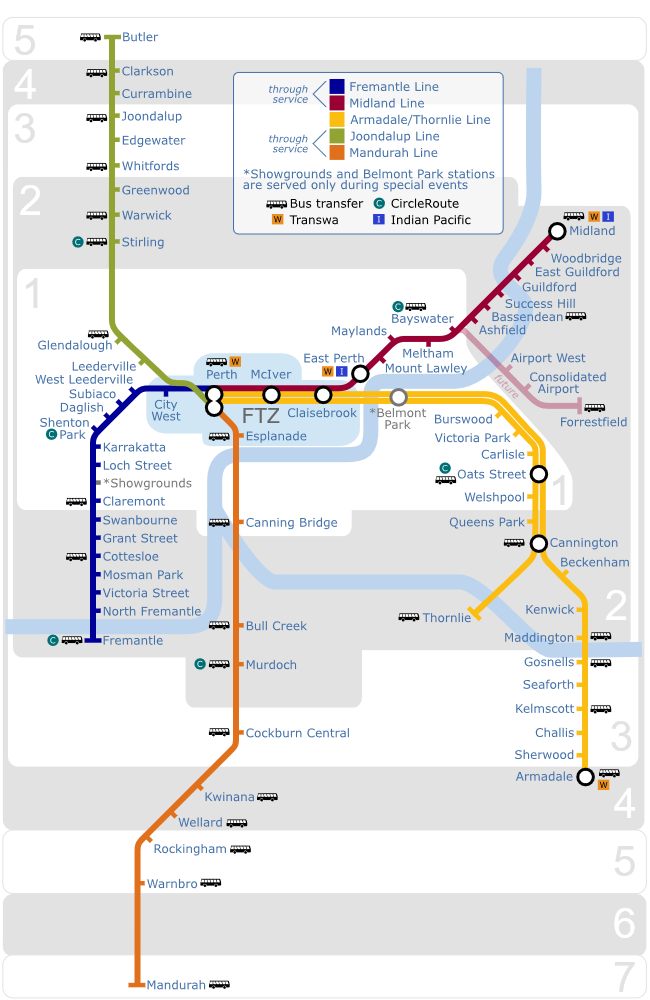 5
Butler
4
Clarkson
Currambine
3
Joondalup
Edgewater
Whitfords
2
Greenwood
Warwick
C
Stirling
through
service
Fremantle Line
Midland Line
Armadale/Thornlie Line
through
service
Joondalup Line
Mandurah Line
*Showgrounds and Belmont Park stations
are served only during special events
Bus transfer
C CircleRoute
W Transwa
I Indian Pacific
W I
Midland
Woodbridge
East Guildford
Guildford
Success Hill
Bassendean
Ashfield
C
Bayswater
Maylands
Meltham
Mount Lawley
East Perth
W I
1
Glendalough
Leederville
West Leederville
Subiaco
Daglish
Shenton
C Park
City
West
W
Perth
McIver
FTZ
Claisebrook
*Belmont
Park
Airport West
Consolidated
Airport
future
Forrestfield
Burswood
Victoria Park
Carlisle
C
Oats Street
Welshpool
1
Queens Park
Cannington
Beckenham
Thornlie
Kenwick
2
Maddington
Gosnells
Seaforth
Kelmscott
Challis
3
Sherwood
Armadale
W
4
Karrakatta
Loch Street
*Showgrounds
Claremont
Swanbourne
Grant Street
Cottesloe
Mosman Park
Victoria Street
North Fremantle
C
Fremantle
Esplanade
Canning Bridge
Bull Creek
C
Murdoch
Cockburn Central
Kwinana
Wellard
Rockingham
5
Warnbro
6
Mandurah
7